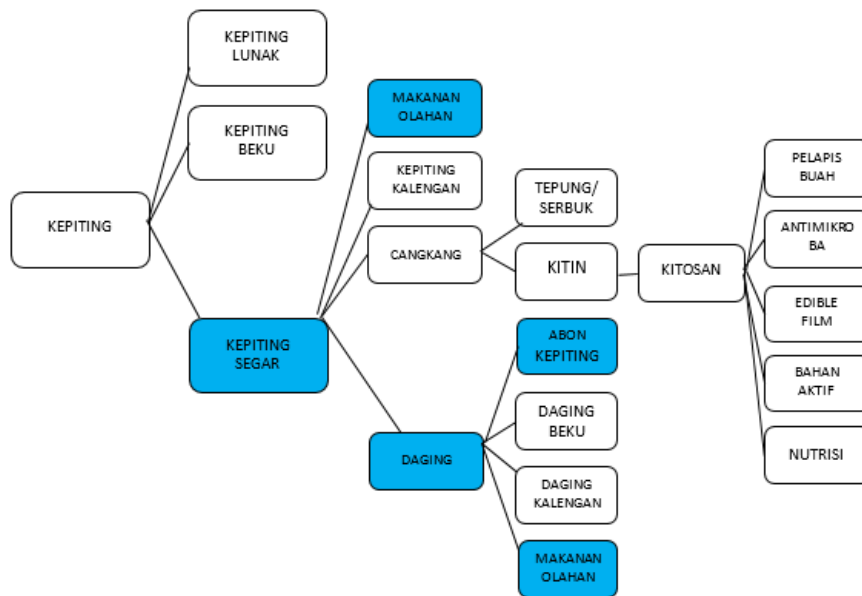 KEPITING
LUNAK
KEPITING
BEKU
KEPITING
KEPITING
SEGAR
MAKANAN
OLAHAN
KEPITING
KALENGAN
CANGKANG
DAGING
TEPUNG/
SERBUK
KITIN
ABON
KEPITING
DAGING
BEKU
DAGING
KALENGAN
MAKANAN
OLAHAN
KITOSAN
PELAPIS
BUAH
ANTIMIKRO
BA
EDIBLE
FILM
BAHAN
AKTIF
NUTRISI